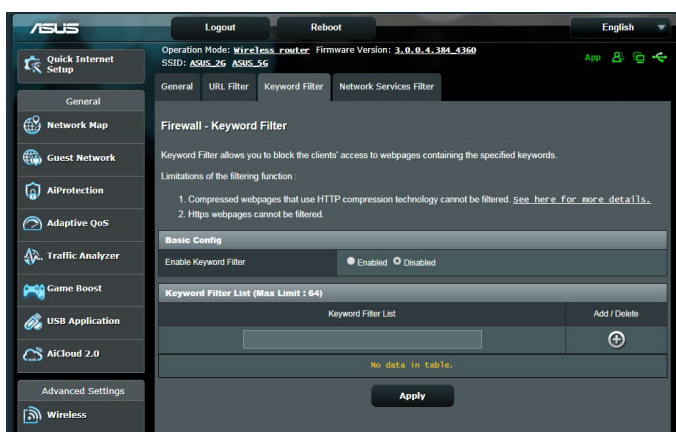 ASUS
Logout
Reboot
English
Quick Internet Setup
Operation Mode: Wireless router Firmware Version: 3.0.0.4.384_4360
SSID: ASUS_2G ASUS_5G
App
General
URL Filter
Keyword Filter
Network Services Filter
General
Network Map
Guest Network
AiProtection
Adaptive QoS
Traffic Analyzer
Game Boost
USB Application
AiCloud 2.0
Advanced Settings
Wireless
Firewall - Keyword Filter
Keyword Filter allows you to block the clients' access to webpages containing the specified keywords.
Limitations of the filtering function :
1. Compressed webpages that use HTTP compression technology cannot be filtered. See here for more details.
2. Https webpages cannot be filtered.
Basic Config
Enable Keyword Filter
Enabled
Disabled
Keyword Filter List (Max Limit : 64)
Keyword Filter List
Add / Delete
No data in table.
Apply